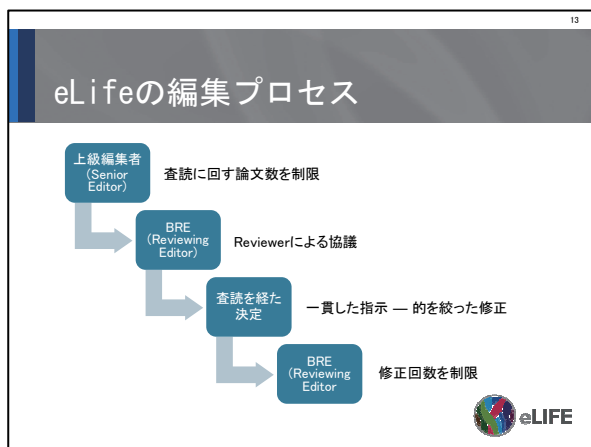 13
eLifeの編集プロセス
上級編集者
(Senior
Editor)
査読に回す論文数を制限
BRE
(Reviewing
Editor)
Reviewerによる協議
査読を経た
決定
一貫した指示 — 的を絞った修正
BRE
(Reviewing
Editor
修正回数を制限
eLIFE